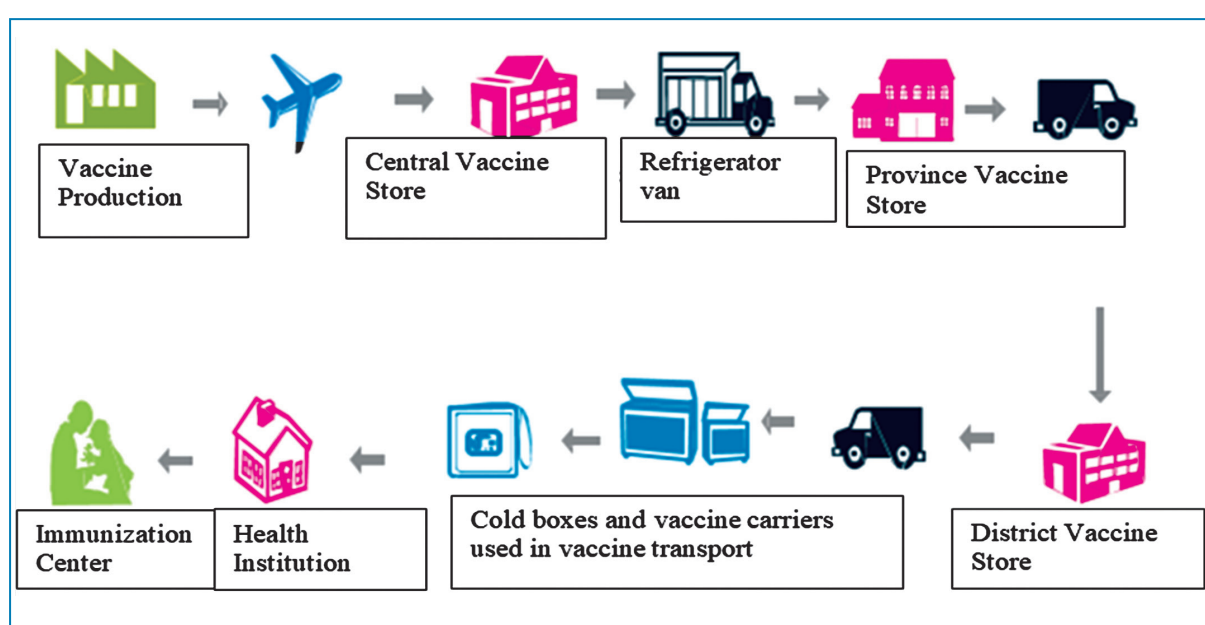 Vaccine
Production
Central Vaccine
Store
Refrigerator
van
Province Vaccine
Store
Immunization
Center
Health
Institution
Cold boxes and vaccine carriers
used in vaccine transport
District Vaccine
Store